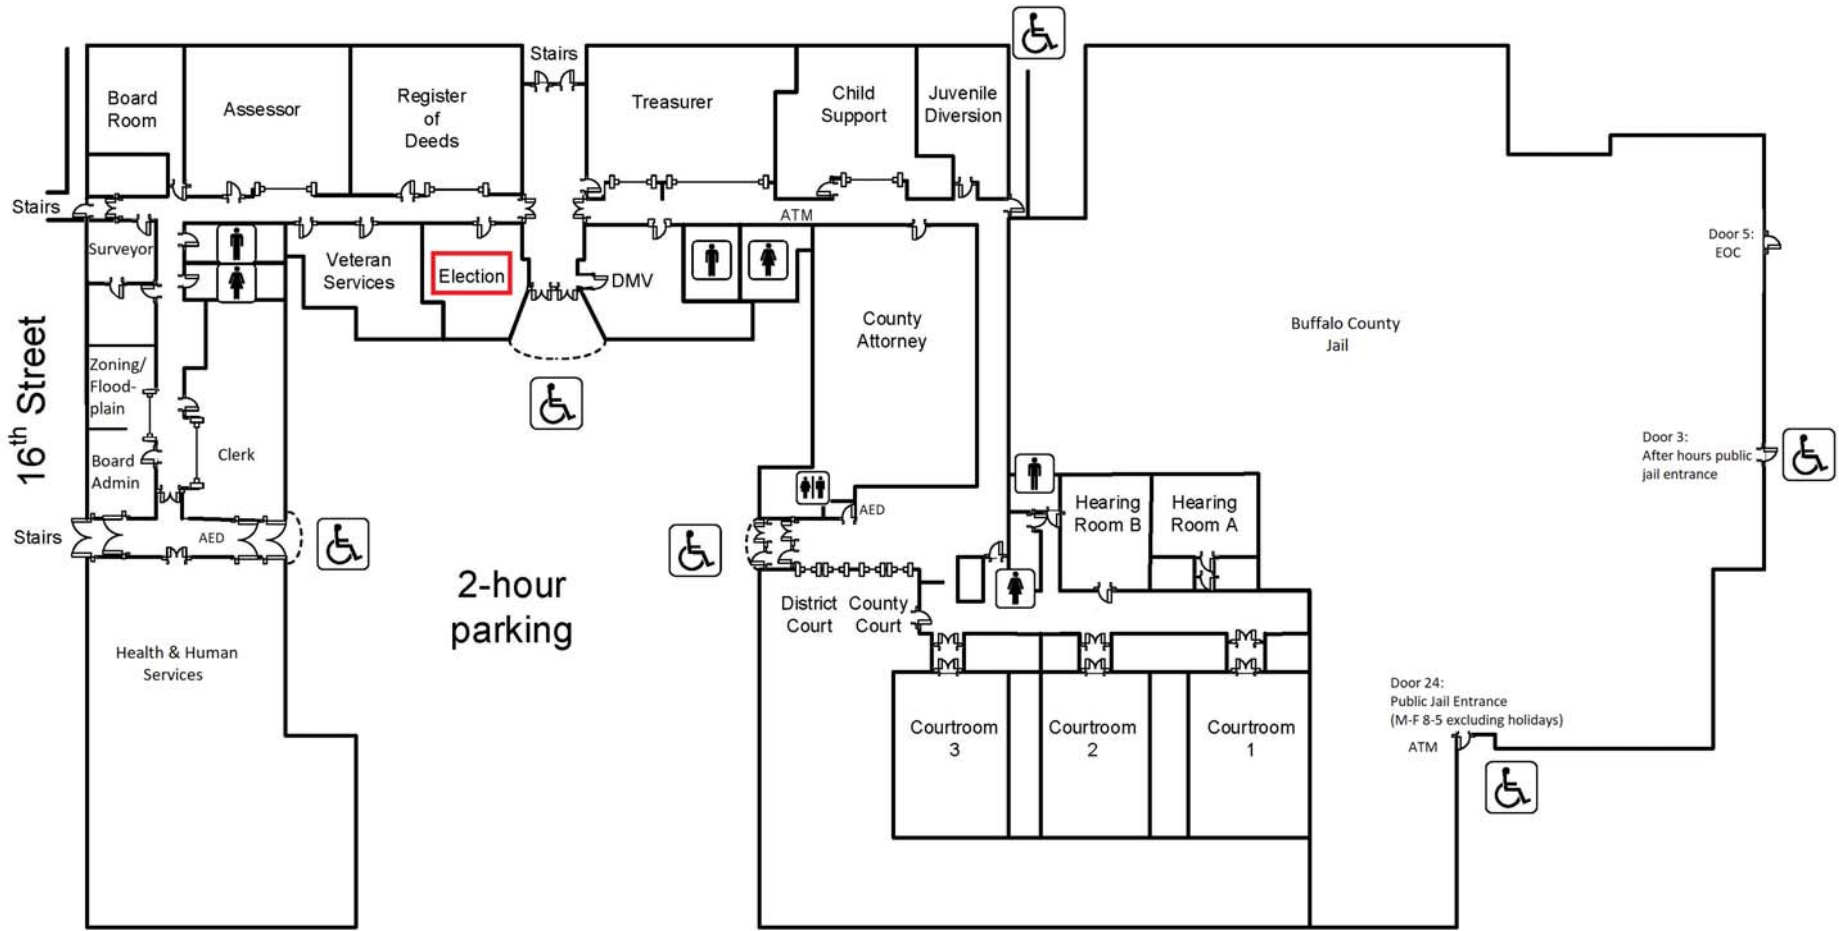 Stairs
Board
Room
Assessor
Register
of
Deeds
Treasurer
Child
Support
Juvenile
Diversion
Stairs
ATM
Surveyor
Veteran
Services
Election
DMV
Door 5:
EOC
County
Attorney
Buffalo County
Jail
16th Street
Zoning/
Flood-
plain
Board
Admin
Clerk
Door 3:
After hours public
jail entrance
Hearing
Room B
Hearing
Room A
AED
Stairs
AED
2-hour
parking
District
Court
County
Court
Health & Human
Services
Door 24:
Public Jail Entrance
(M-F 8-5 excluding holidays)
ATM
Courtroom
3
Courtroom
2
Courtroom
1